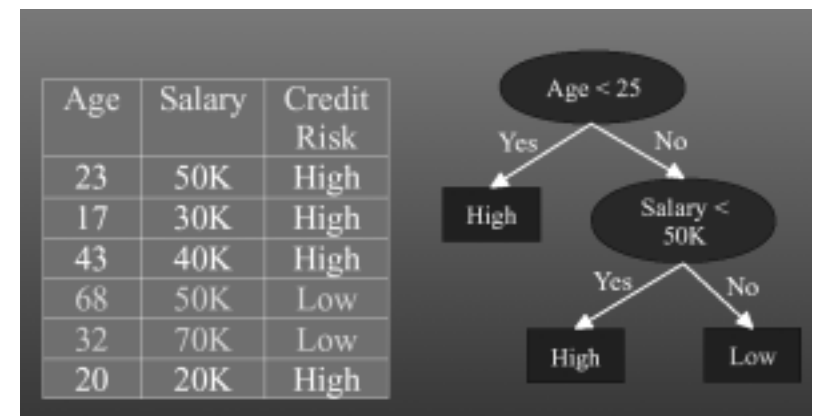 Age Salary Credit
Risk
23 50K High
17 30K High
43 40K High
68 50K Low
32 70K Low
20 20K High
Age < 25
Yes No
High
Salary <
50K
Yes No
High Low